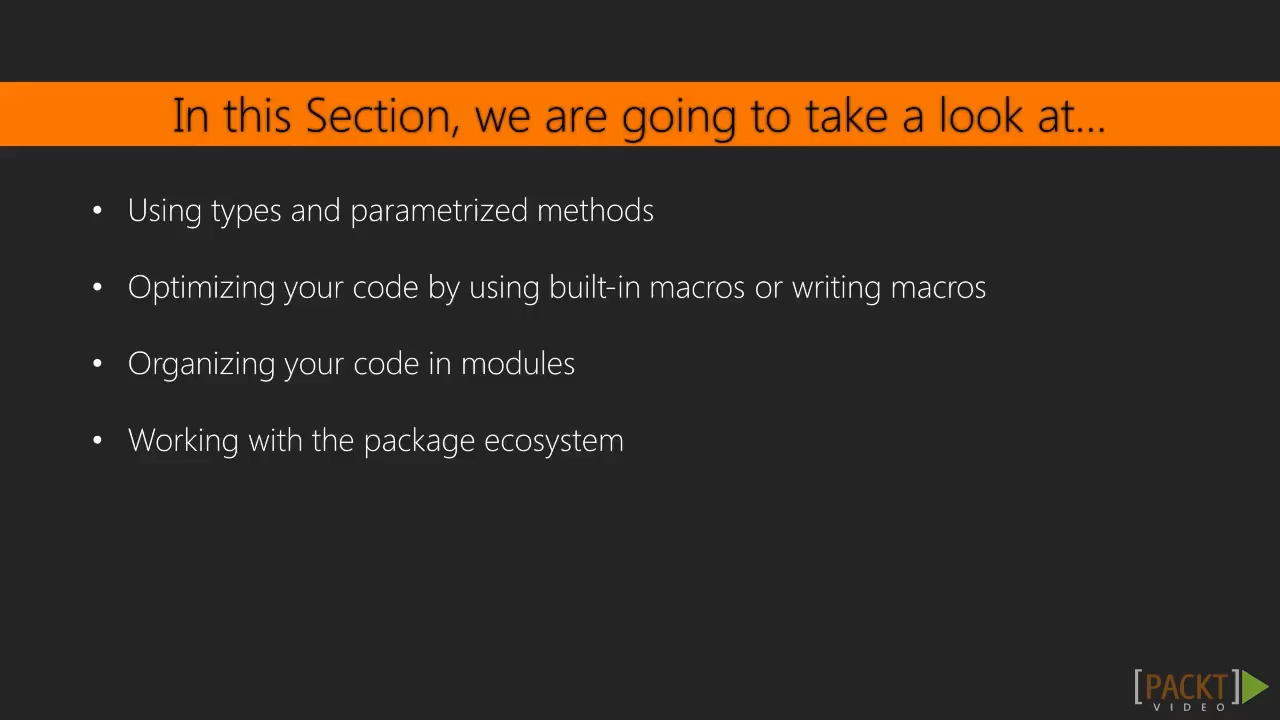 In this Section, we are going to take a look at...
• Using types and parametrized methods
• Optimizing your code by using built-in macros or writing macros
• Organizing your code in modules
• Working with the package ecosystem
[PACKT]
VIDEO